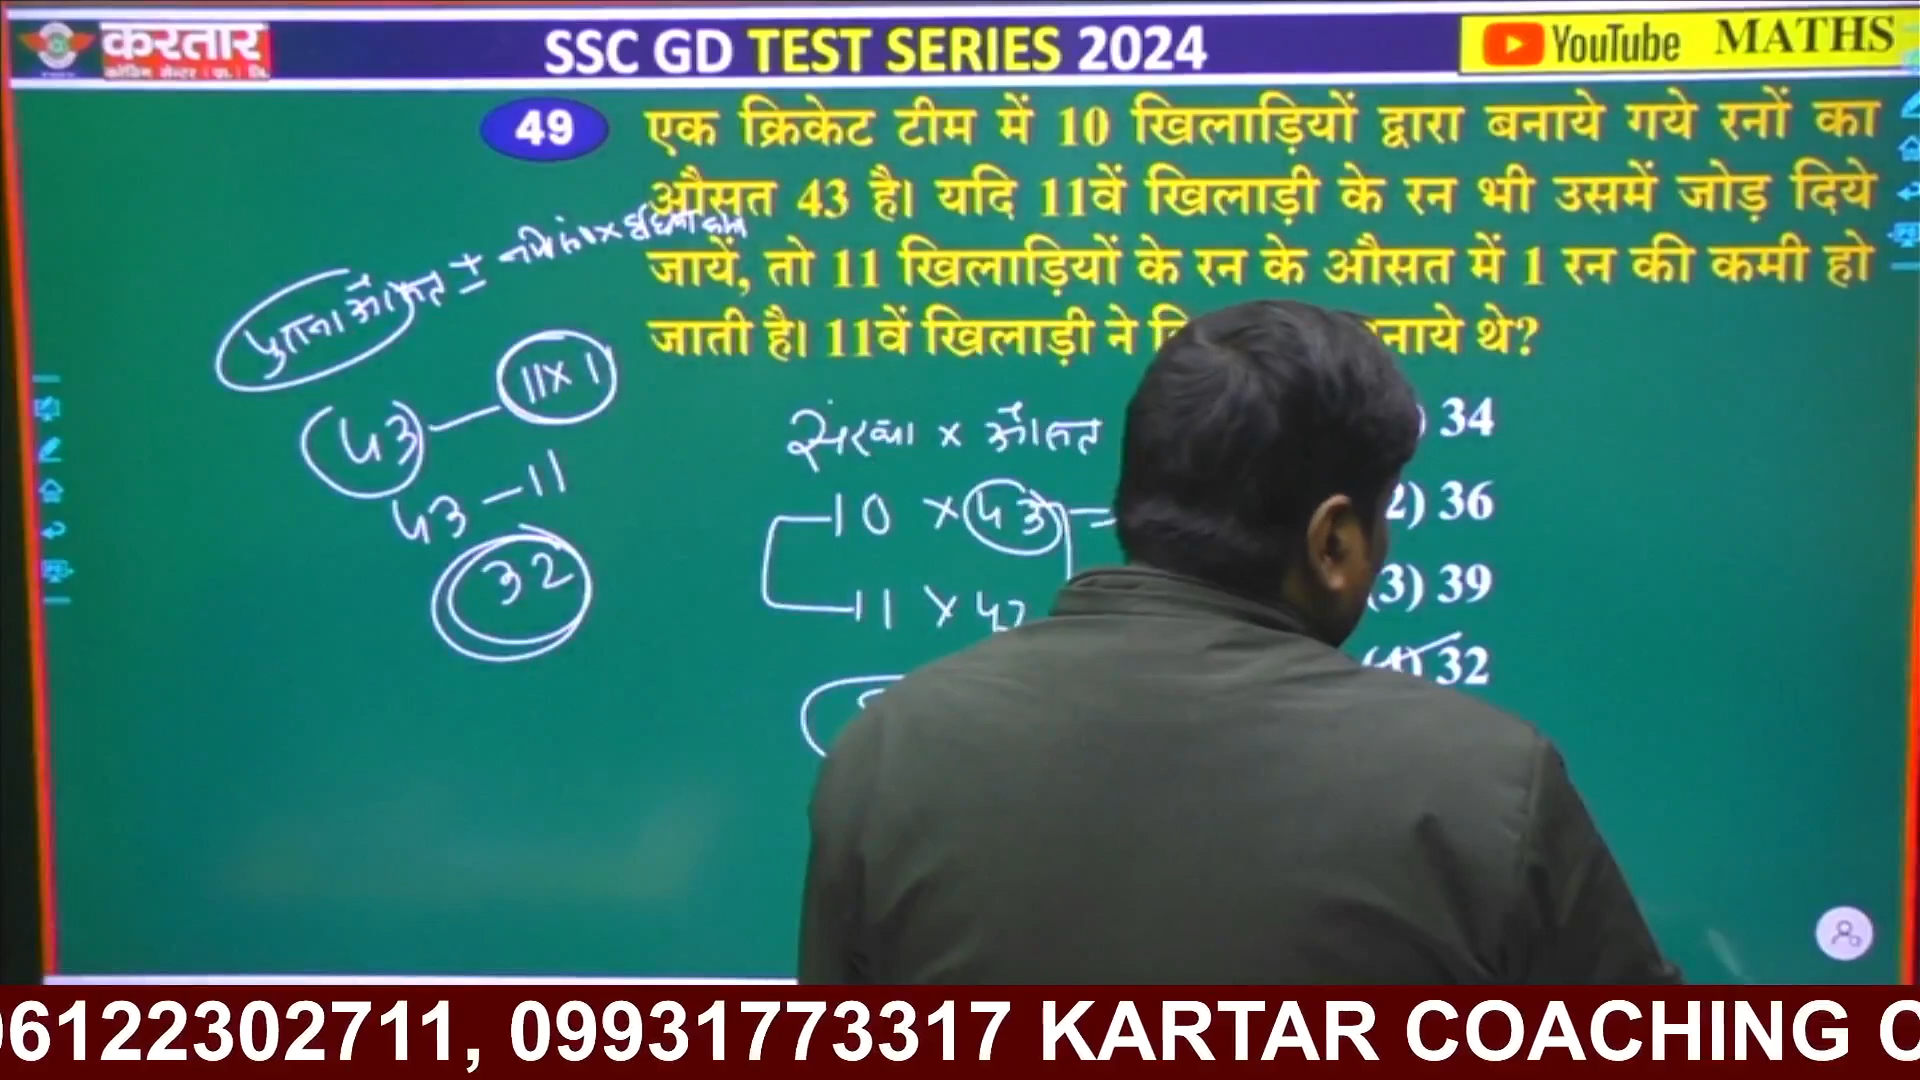 करतार
कोचिंग सेन्टर (प्रा.) लि.
SSC GD TEST SERIES 2024
YouTube MATHS
49
एक क्रिकेट टीम में 10 खिलाड़ियों द्वारा बनाये गये रनों का
औसत 43 है। यदि 11वें खिलाड़ी के रन भी उसमें जोड़ दिये
जायें, तो 11 खिलाड़ियों के रन के औसत में 1 रन की कमी हो
जाती है। 11वें खिलाड़ी ने नाये थे?
) 34
2) 36
(3) 39
(4) 32
पुराना औसत ±
43 — 11 × 1
43 — 11
32
संख्या × औसत
10 × 43 =
11 × 42
06122302711, 09931773317 KARTAR COACHING C